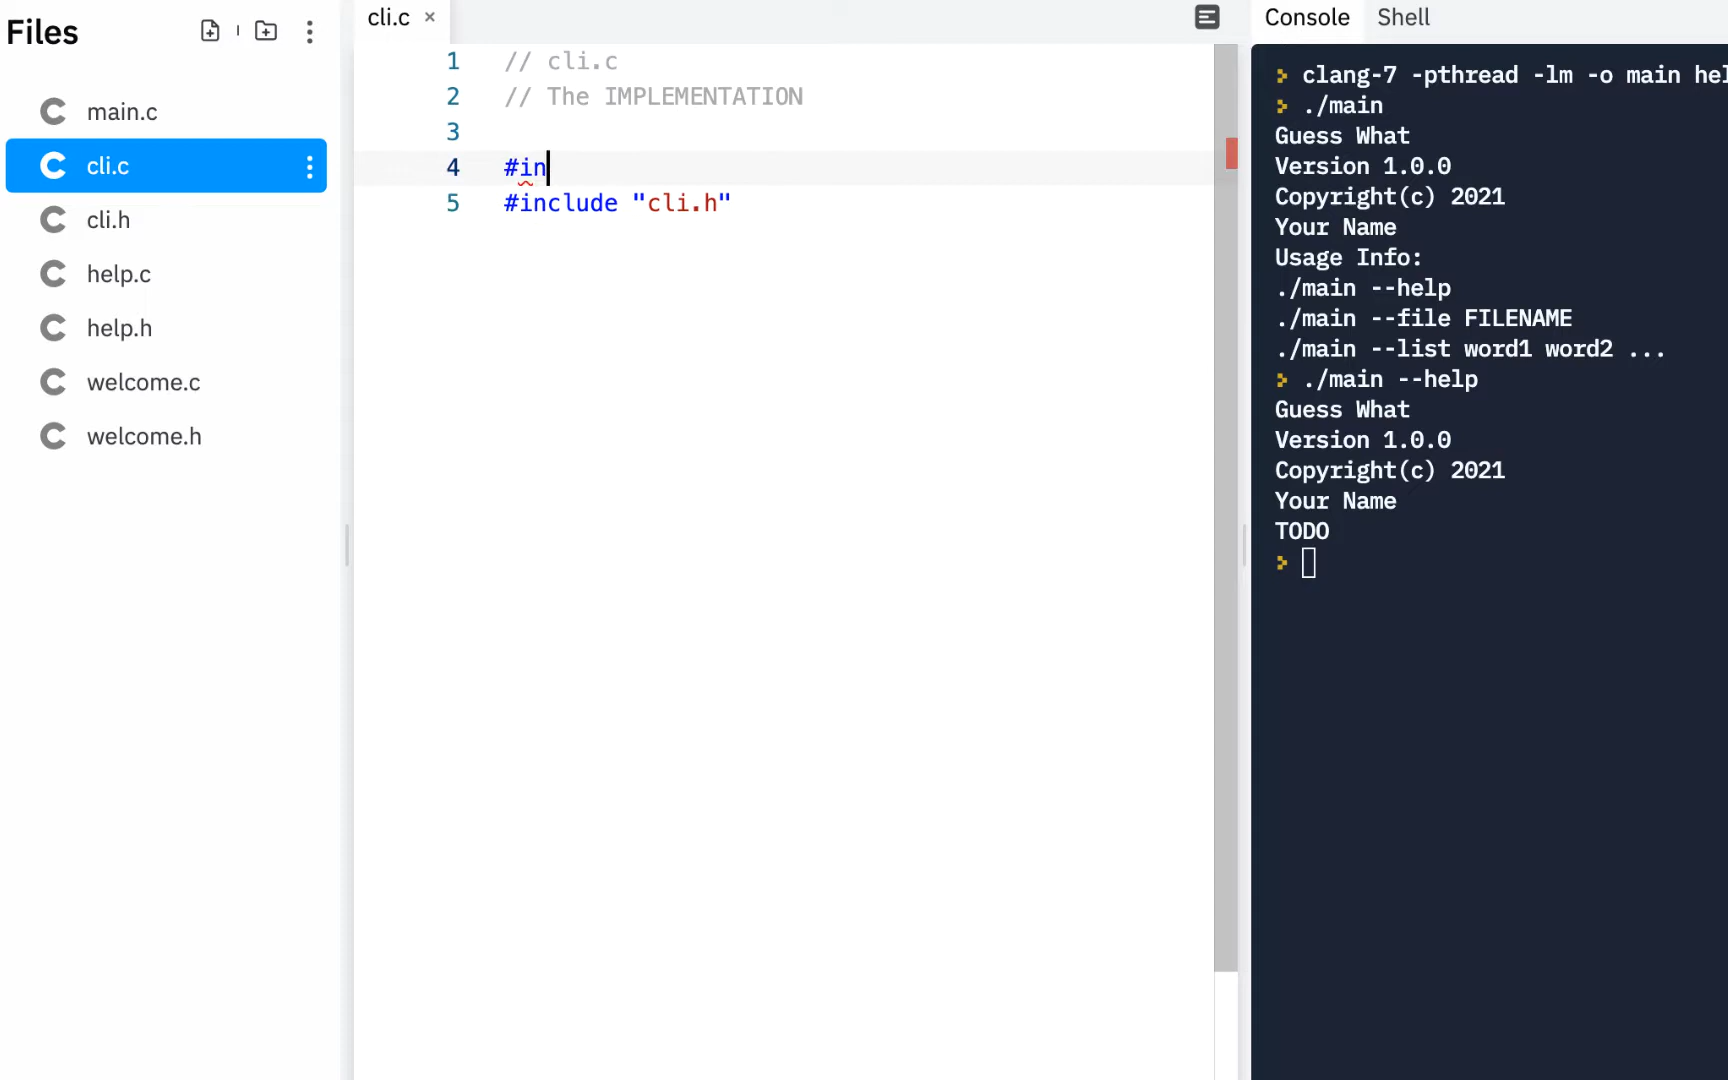 Files
main.c
cli.c
cli.h
help.c
help.h
welcome.c
welcome.h
cli.c ×
1 // cli.c
2 // The IMPLEMENTATION
3
4 #in
5 #include "cli.h"
Console Shell
> clang-7 -pthread -lm -o main hel
> ./main
Guess What
Version 1.0.0
Copyright(c) 2021
Your Name
Usage Info:
./main --help
./main --file FILENAME
./main --list word1 word2 ...
> ./main --help
Guess What
Version 1.0.0
Copyright(c) 2021
Your Name
TODO
>